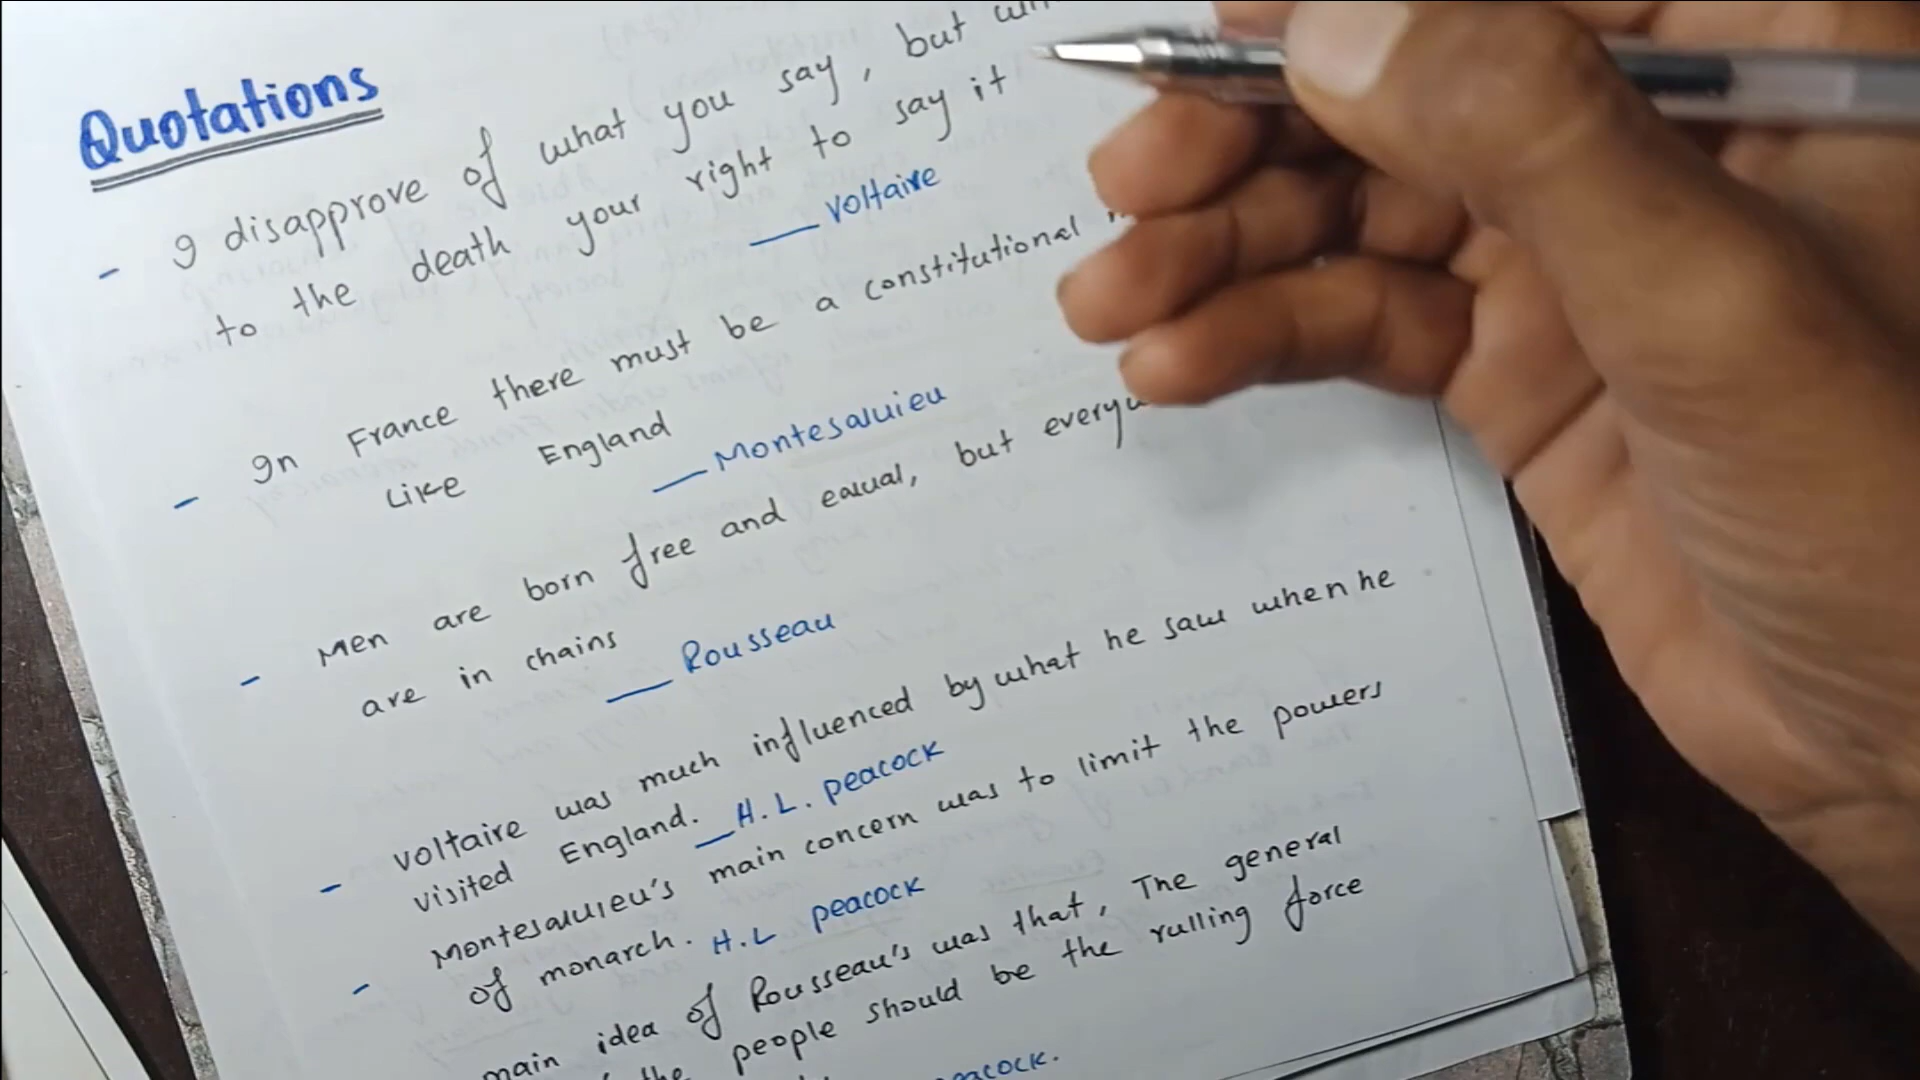 Quotations
- I disapprove of what you say, but
to the death your right to say it
— Voltaire
- In France there must be a constitutional
Like England
— Montesquieu
- Men are born free and equal, but
are in chains
— Rousseau
- Voltaire was much influenced by what he saw when he
visited England. — H.L. peacock
- Montesquieu's main concern was to limit the powers
of monarch. H.L peacock
main idea of Rousseau's was that, The general
the people should be the rulling force